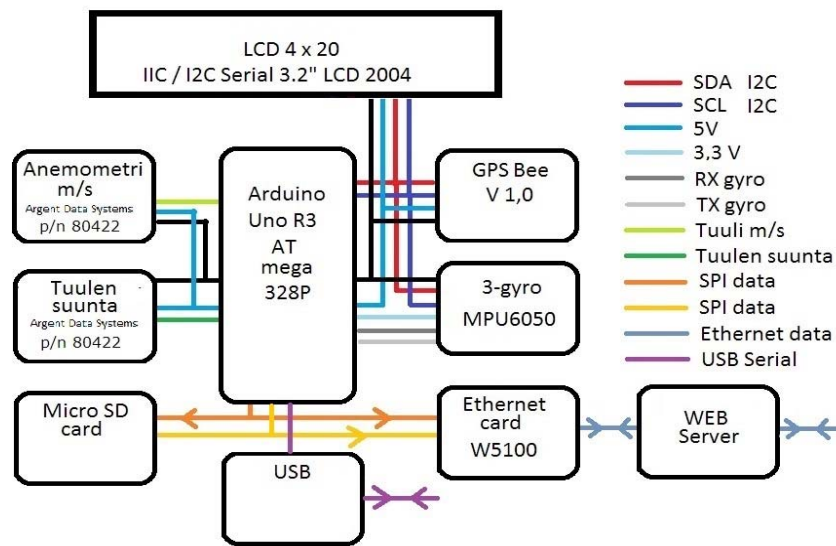 LCD 4 x 20
IIC / I2C Serial 3.2" LCD 2004
Anemometri
m/s
Argent Data Systems
p/n 80422
Tuulen
suunta
Argent Data Systems
p/n 80422
Arduino
Uno R3
AT
mega
328P
GPS Bee
V 1,0
3-gyro
MPU6050
Micro SD
card
USB
Ethernet
card
W5100
WEB
Server
SDA I2C
SCL I2C
5V
3,3 V
RX gyro
TX gyro
Tuuli m/s
Tuulen suunta
SPI data
SPI data
Ethernet data
USB Serial